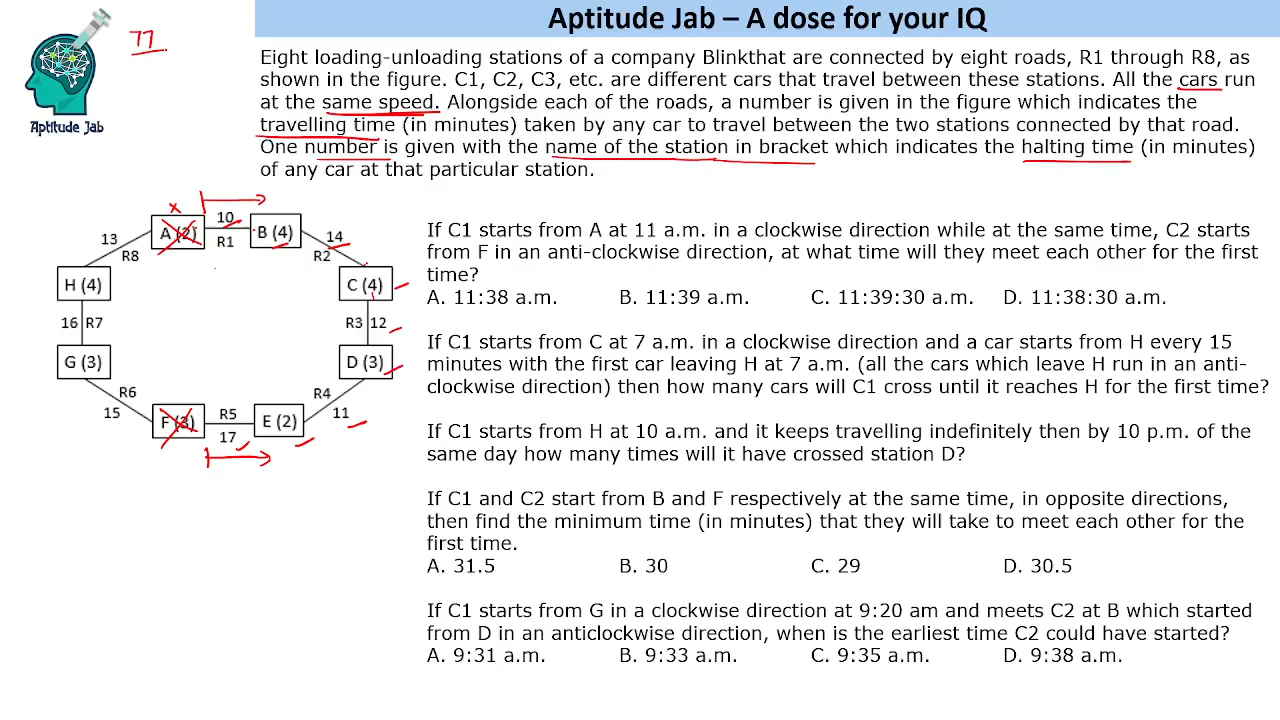 Aptitude Jab – A dose for your IQ
77
Aptitude Jab
Eight loading-unloading stations of a company Blinkthat are connected by eight roads, R1 through R8, as
shown in the figure. C1, C2, C3, etc. are different cars that travel between these stations. All the cars run
at the same speed. Alongside each of the roads, a number is given in the figure which indicates the
travelling time (in minutes) taken by any car to travel between the two stations connected by that road.
One number is given with the name of the station in bracket which indicates the halting time (in minutes)
of any car at that particular station.
A (2)
10
R1
B (4)
13
R8
14
R2
H (4)
C (4)
16 R7
R3 12
G (3)
D (3)
R6
15
R4
11
F (3)
R5
17
E (2)
If C1 starts from A at 11 a.m. in a clockwise direction while at the same time, C2 starts
from F in an anti-clockwise direction, at what time will they meet each other for the first
time?
A. 11:38 a.m. B. 11:39 a.m. C. 11:39:30 a.m. D. 11:38:30 a.m.
If C1 starts from C at 7 a.m. in a clockwise direction and a car starts from H every 15
minutes with the first car leaving H at 7 a.m. (all the cars which leave H run in an anti-
clockwise direction) then how many cars will C1 cross until it reaches H for the first time?
If C1 starts from H at 10 a.m. and it keeps travelling indefinitely then by 10 p.m. of the
same day how many times will it have crossed station D?
If C1 and C2 start from B and F respectively at the same time, in opposite directions,
then find the minimum time (in minutes) that they will take to meet each other for the
first time.
A. 31.5 B. 30 C. 29 D. 30.5
If C1 starts from G in a clockwise direction at 9:20 am and meets C2 at B which started
from D in an anticlockwise direction, when is the earliest time C2 could have started?
A. 9:31 a.m. B. 9:33 a.m. C. 9:35 a.m. D. 9:38 a.m.